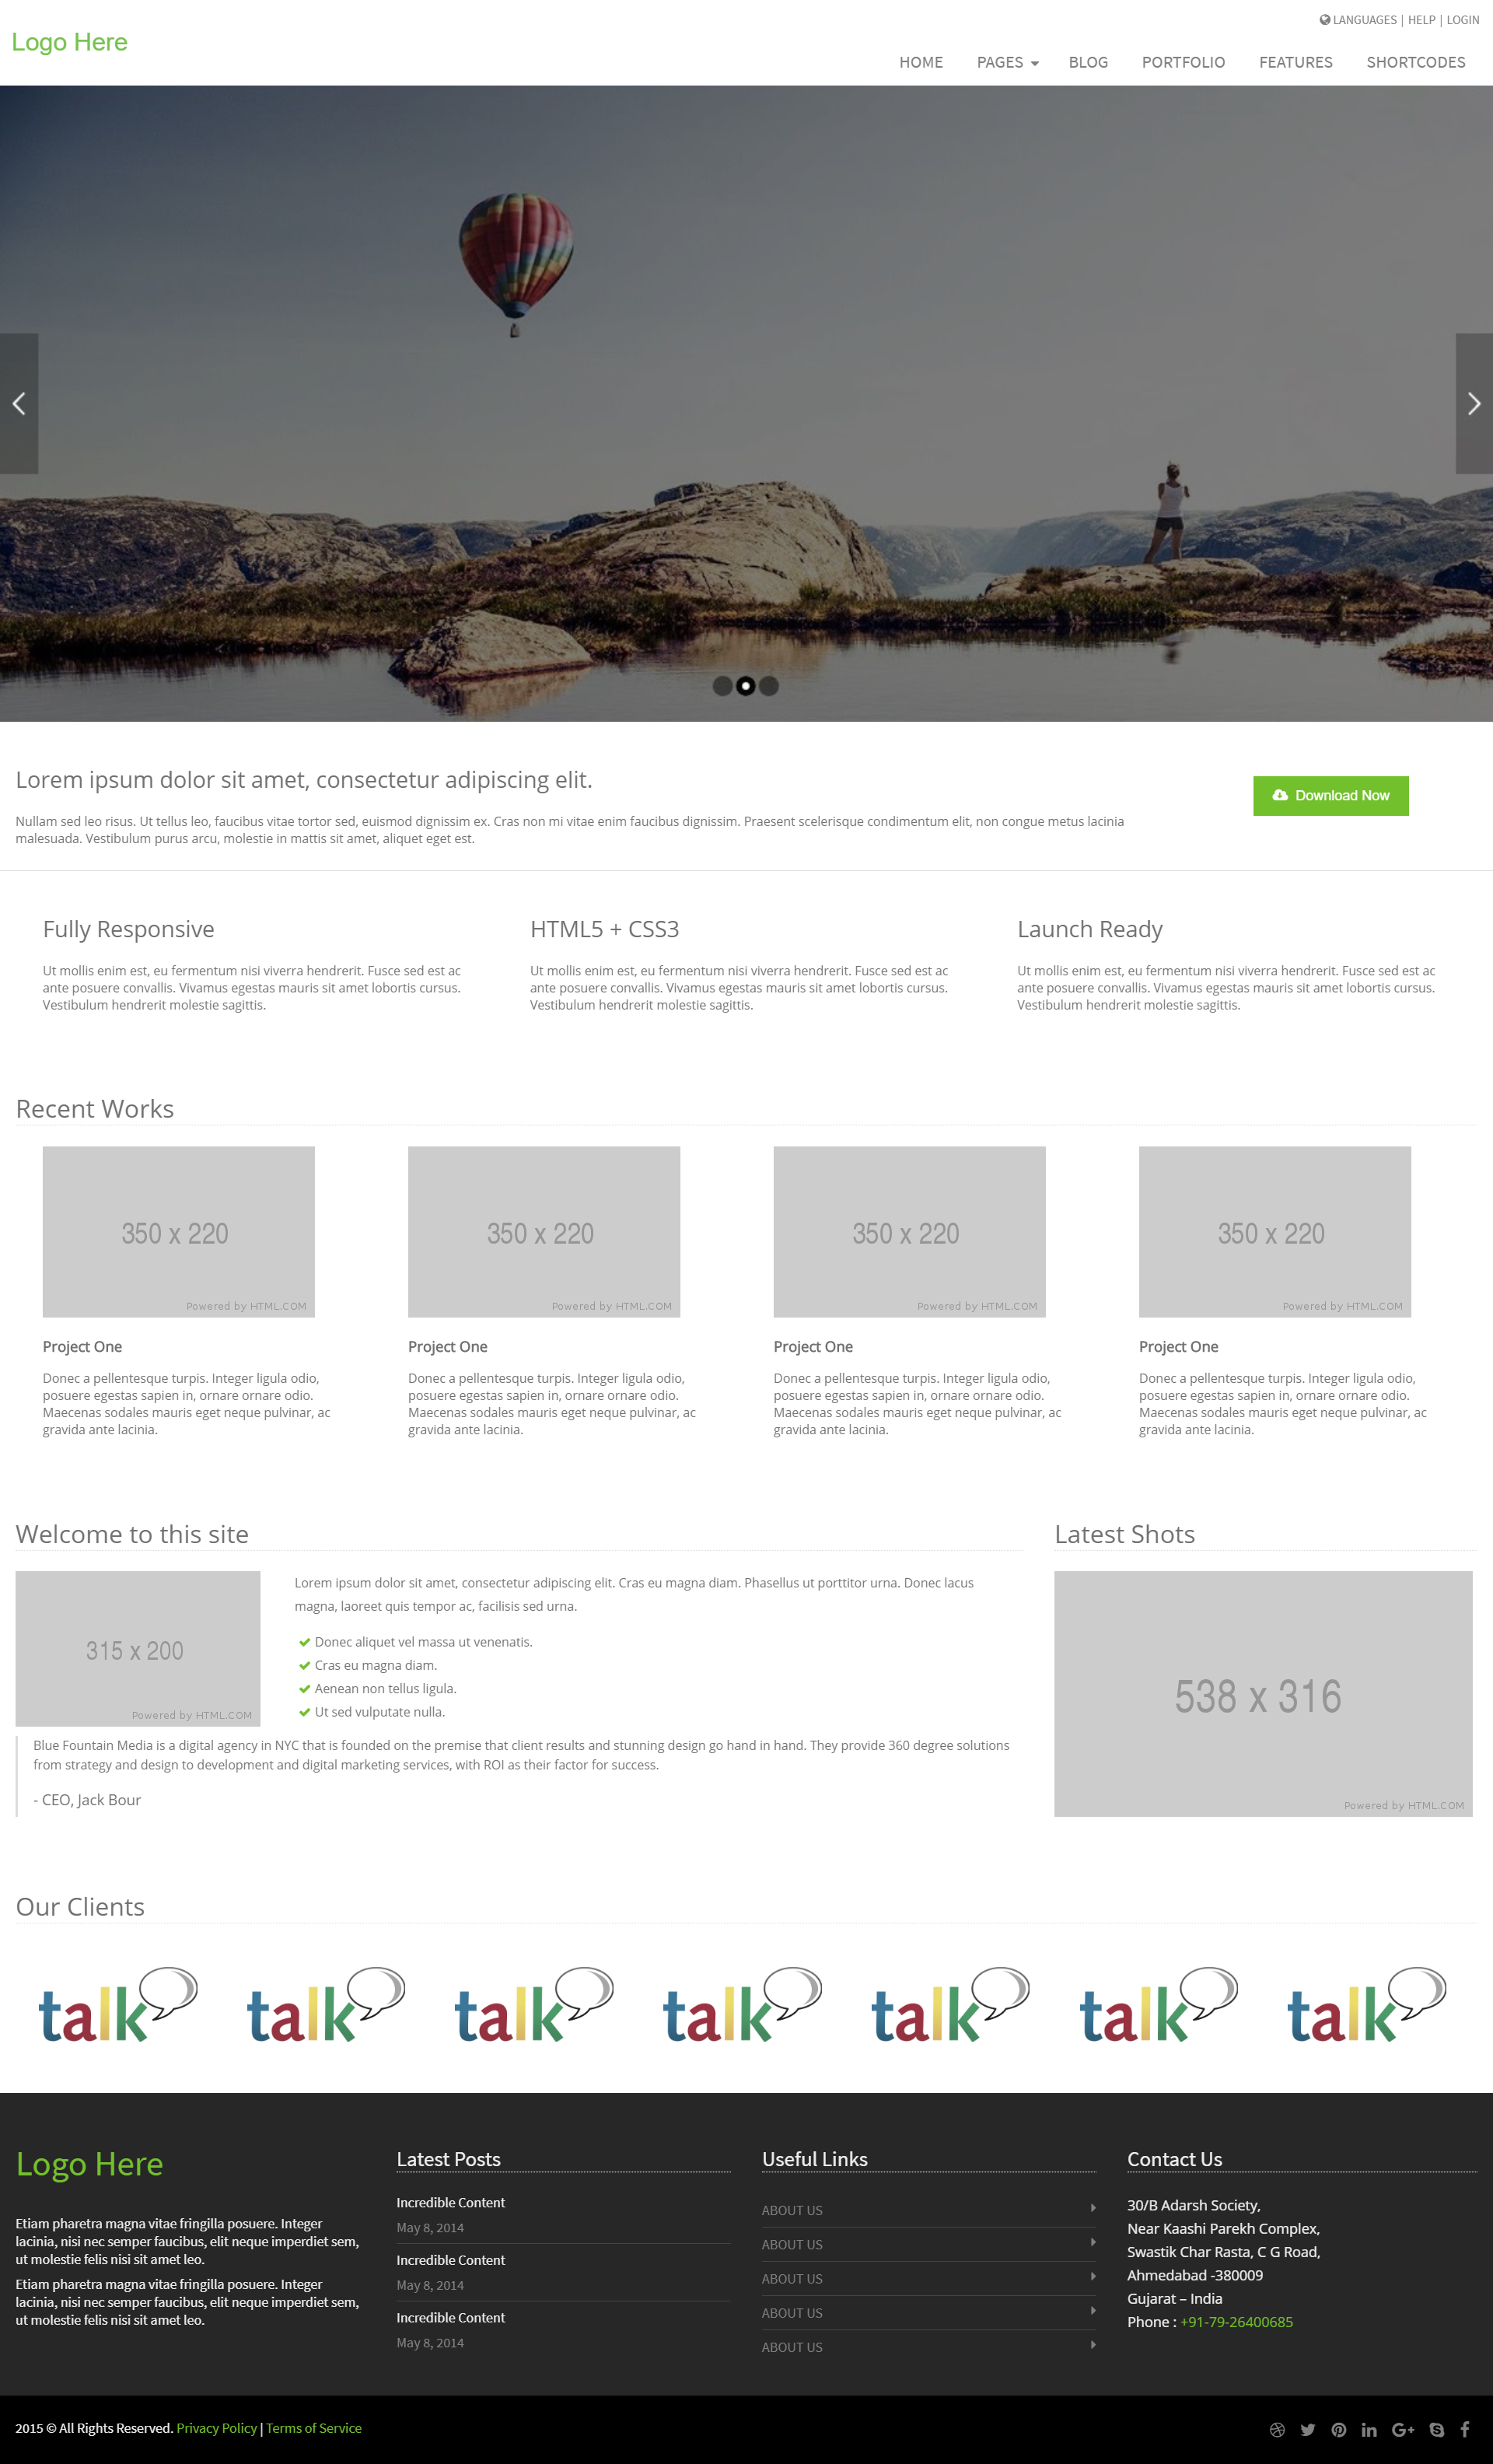 LANGUAGES | HELP | LOGIN
Logo Here
HOME PAGES BLOG PORTFOLIO FEATURES SHORTCODES
Lorem ipsum dolor sit amet, consectetur adipiscing elit.
Download Now
Nullam sed leo risus. Ut tellus leo, faucibus vitae tortor sed, euismod dignissim ex. Cras non mi vitae enim faucibus dignissim. Praesent scelerisque condimentum elit, non congue metus lacinia
malesuada. Vestibulum purus arcu, molestie in mattis sit amet, aliquet eget est.
Fully Responsive
Ut mollis enim est, eu fermentum nisi viverra hendrerit. Fusce sed est ac
ante posuere convallis. Vivamus egestas mauris sit amet lobortis cursus.
Vestibulum hendrerit molestie sagittis.
HTML5 + CSS3
Ut mollis enim est, eu fermentum nisi viverra hendrerit. Fusce sed est ac
ante posuere convallis. Vivamus egestas mauris sit amet lobortis cursus.
Vestibulum hendrerit molestie sagittis.
Launch Ready
Ut mollis enim est, eu fermentum nisi viverra hendrerit. Fusce sed est ac
ante posuere convallis. Vivamus egestas mauris sit amet lobortis cursus.
Vestibulum hendrerit molestie sagittis.
Recent Works
350 x 220
Powered by HTML.COM
Project One
Donec a pellentesque turpis. Integer ligula odio,
posuere egestas sapien in, ornare ornare odio.
Maecenas sodales mauris eget neque pulvinar, ac
gravida ante lacinia.
350 x 220
Powered by HTML.COM
Project One
Donec a pellentesque turpis. Integer ligula odio,
posuere egestas sapien in, ornare ornare odio.
Maecenas sodales mauris eget neque pulvinar, ac
gravida ante lacinia.
350 x 220
Powered by HTML.COM
Project One
Donec a pellentesque turpis. Integer ligula odio,
posuere egestas sapien in, ornare ornare odio.
Maecenas sodales mauris eget neque pulvinar, ac
gravida ante lacinia.
350 x 220
Powered by HTML.COM
Project One
Donec a pellentesque turpis. Integer ligula odio,
posuere egestas sapien in, ornare ornare odio.
Maecenas sodales mauris eget neque pulvinar, ac
gravida ante lacinia.
Welcome to this site
315 x 200
Powered by HTML.COM
Lorem ipsum dolor sit amet, consectetur adipiscing elit. Cras eu magna diam. Phasellus ut porttitor urna. Donec lacus
magna, laoreet quis tempor ac, facilisis sed urna.
Donec aliquet vel massa ut venenatis.
Cras eu magna diam.
Aenean non tellus ligula.
Ut sed vulputate nulla.
Blue Fountain Media is a digital agency in NYC that is founded on the premise that client results and stunning design go hand in hand. They provide 360 degree solutions
from strategy and design to development and digital marketing services, with ROI as their factor for success.
- CEO, Jack Bour
Latest Shots
538 x 316
Powered by HTML.COM
Our Clients
talk
talk
talk
talk
talk
talk
talk
Logo Here
Etiam pharetra magna vitae fringilla posuere. Integer
lacinia, nisi nec semper faucibus, elit neque imperdiet sem,
ut molestie felis nisi sit amet leo.
Etiam pharetra magna vitae fringilla posuere. Integer
lacinia, nisi nec semper faucibus, elit neque imperdiet sem,
ut molestie felis nisi sit amet leo.
Latest Posts
Incredible Content
May 8, 2014
Incredible Content
May 8, 2014
Incredible Content
May 8, 2014
Useful Links
ABOUT US
ABOUT US
ABOUT US
ABOUT US
ABOUT US
Contact Us
30/B Adarsh Society,
Near Kaashi Parekh Complex,
Swastik Char Rasta, C G Road,
Ahmedabad -380009
Gujarat – India
Phone : +91-79-26400685
2015 © All Rights Reserved. Privacy Policy | Terms of Service